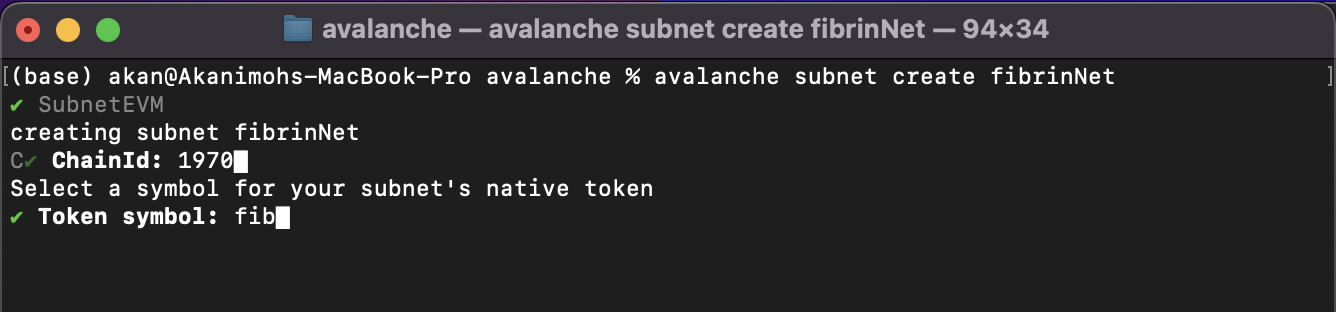 avalanche — avalanche subnet create fibrinNet — 94×34
[(base) akan@Akanimohs-MacBook-Pro avalanche % avalanche subnet create fibrinNet ]
✔ SubnetEVM
creating subnet fibrinNet
C✔ ChainId: 1970
Select a symbol for your subnet's native token
✔ Token symbol: fib